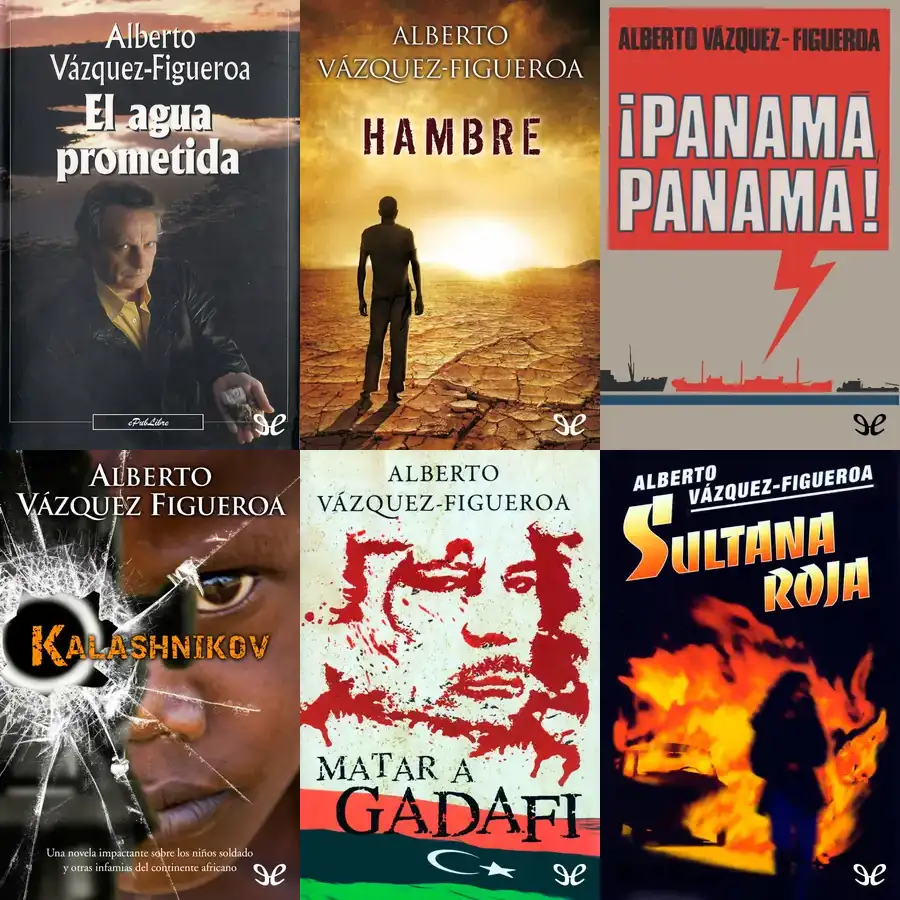 Alberto
Vázquez-Figueroa
El agua
prometida
ePubLibre
ALBERTO
VÁZQUEZ-FIGUEROA
HAMBRE
ALBERTO VÁZQUEZ-FIGUEROA
¡PANAMÁ,
PANAMÁ!
ALBERTO
VÁZQUEZ FIGUEROA
KALASHNIKOV
Una novela impactante sobre los niños soldado
y otras infamias del continente africano
ALBERTO
VÁZQUEZ-FIGUEROA
MATAR A
GADAFI
ALBERTO
VÁZQUEZ-FIGUEROA
SULTANA
ROJA